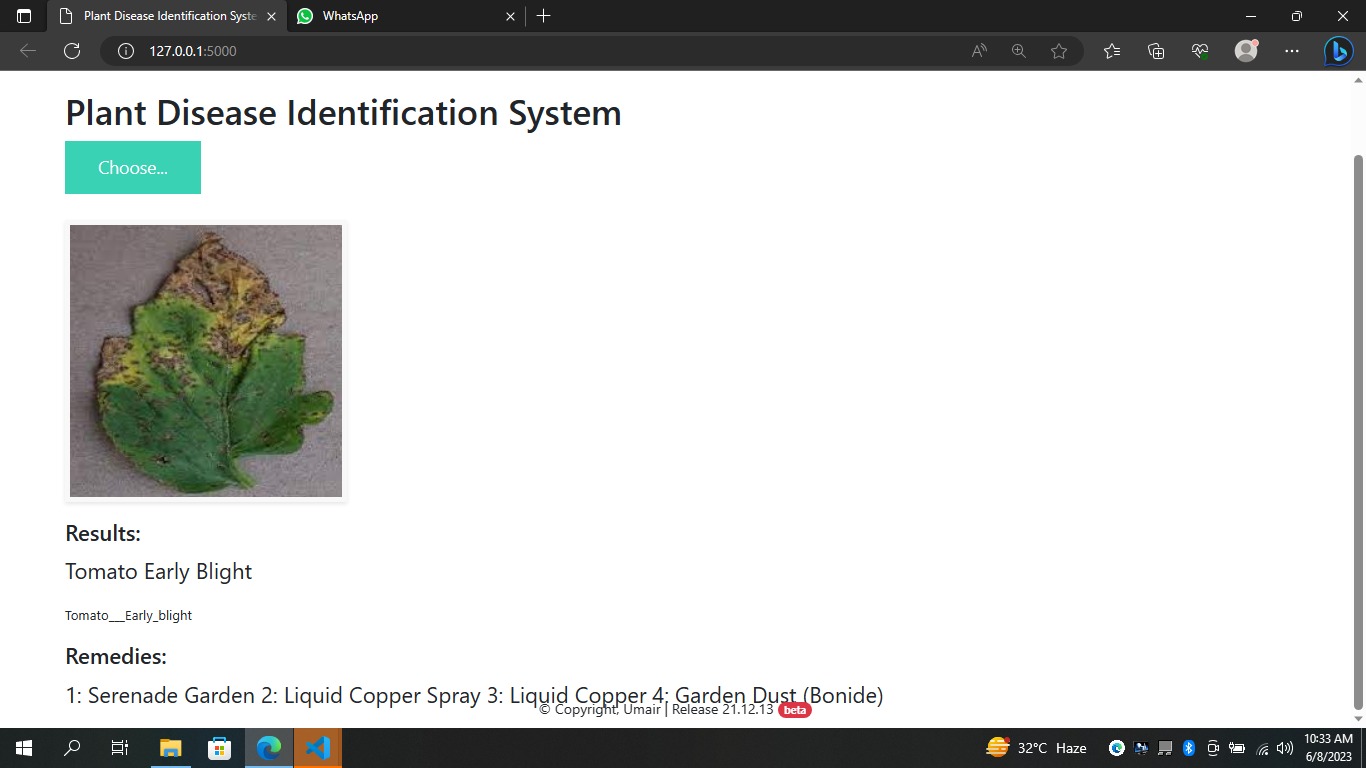 Plant Disease Identification Syste
WhatsApp
127.0.0.1:5000
Plant Disease Identification System
Choose...
Results:
Tomato Early Blight
Tomato___Early_blight
Remedies:
1: Serenade Garden 2: Liquid Copper Spray 3: Liquid Copper 4: Garden Dust (Bonide)
© Copyright, Umair | Release 21.12.13 beta
32°C Haze
10:33 AM
6/8/2023